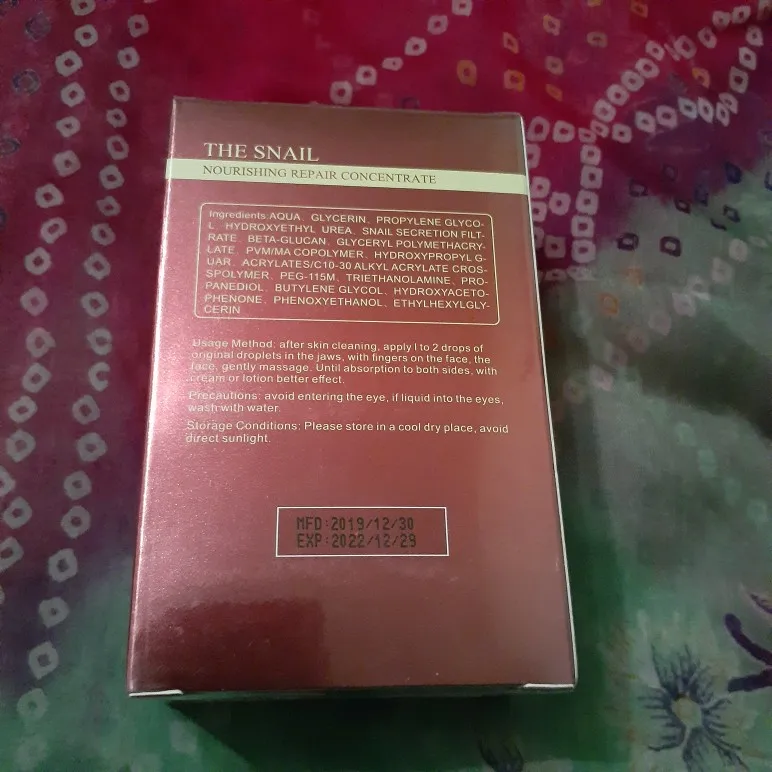 THE SNAIL
NOURISHING REPAIR CONCENTRATE
Ingredients:AQUA、GLYCERIN、PROPYLENE GLYCO-
L、HYDROXYETHYL UREA、SNAIL SECRETION FILT-
RATE、BETA-GLUCAN、GLYCERYL POLYMETHACRY-
LATE、PVM/MA COPOLYMER、HYDROXYPROPYL G-
UAR、ACRYLATES/C10-30 ALKYL ACRYLATE CROS-
SPOLYMER、PEG-115M、TRIETHANOLAMINE、PRO-
PANEDIOL、BUTYLENE GLYCOL、HYDROXYACETO-
PHENONE、PHENOXYETHANOL、ETHYLHEXYLGLY-
CERIN
Usage Method: after skin cleaning, apply l to 2 drops of
original droplets in the jaws, with fingers on the face, the
face, gently massage. Until absorption to both sides, with
cream or lotion better effect.
Precautions: avoid entering the eye, if liquid into the eyes,
wash with water.
Storage Conditions: Please store in a cool dry place, avoid
direct sunlight.
MFD:2019/12/30
EXP:2022/12/29